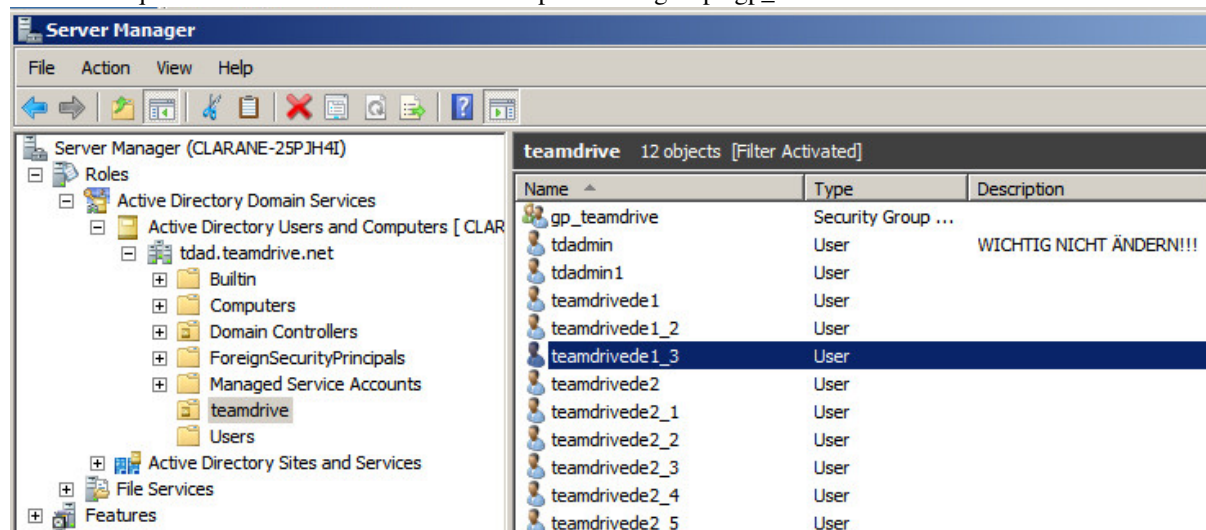 Server Manager
File Action View Help
Server Manager (CLARANE-25PJH4I)
Roles
Active Directory Domain Services
Active Directory Users and Computers [ CLAR
tdad.teamdrive.net
Builtin
Computers
Domain Controllers
ForeignSecurityPrincipals
Managed Service Accounts
teamdrive
Users
Active Directory Sites and Services
File Services
Features
teamdrive 12 objects [Filter Activated]
Name Type Description
gp_teamdrive Security Group ...
tdadmin User WICHTIG NICHT ÄNDERN!!!
tdadmin1 User
teamdrivede1 User
teamdrivede1_2 User
teamdrivede1_3 User
teamdrivede2 User
teamdrivede2_1 User
teamdrivede2_2 User
teamdrivede2_3 User
teamdrivede2_4 User
teamdrivede2_5 User